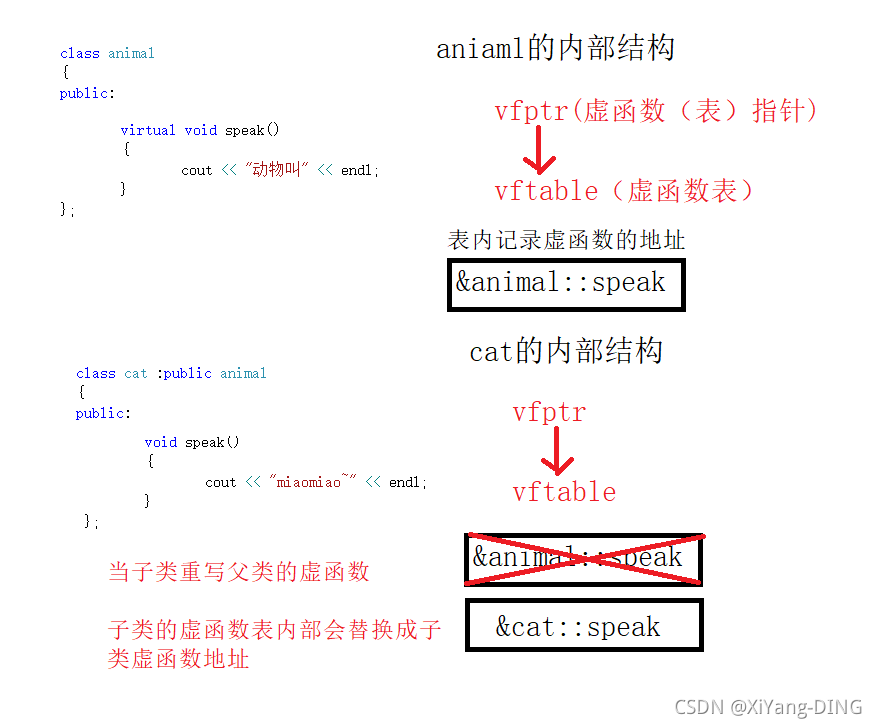 class animal
{
public:
virtual void speak()
{
cout << "动物叫" << endl;
}
};
aniaml的内部结构
vfptr(虚函数（表）指针)
vftable（虚函数表）
表内记录虚函数的地址
&animal::speak
class cat :public animal
{
public:
void speak()
{
cout << "miaomiao~" << endl;
}
};
cat的内部结构
vfptr
vftable
&animal::speak
&cat::speak
当子类重写父类的虚函数
子类的虚函数表内部会替换成子
类虚函数地址
CSDN @XiYang-DING